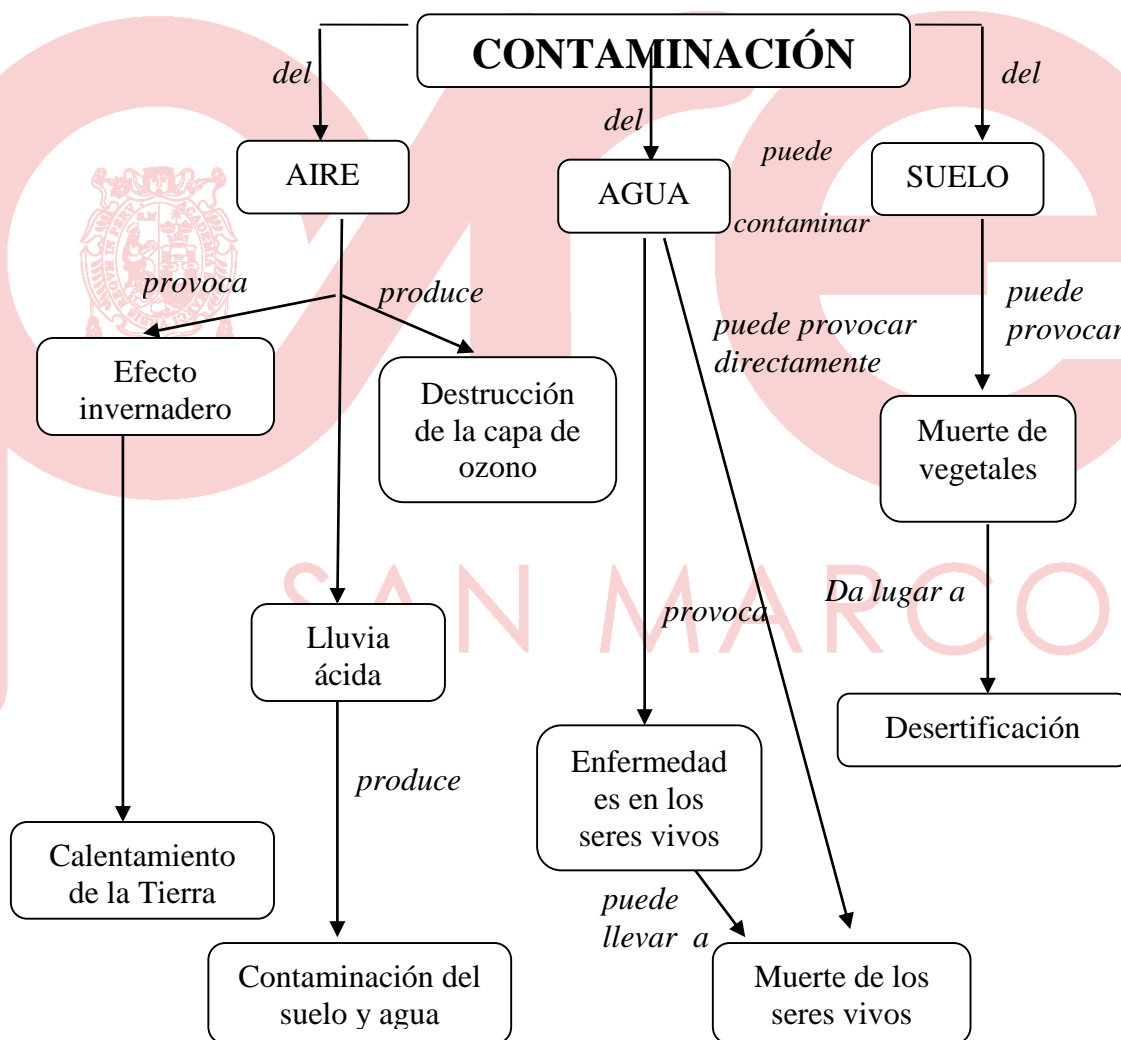 CONTAMINACIÓN
del
del
del
AIRE
AGUA
puede
contaminar
SUELO
provoca
produce
puede provocar
directamente
puede
provocar
Efecto
invernadero
Destrucción
de la capa de
ozono
Muerte de
vegetales
SAN MARCO
Lluvia
ácida
provoca
Da lugar a
Desertificación
produce
Enfermedad
es en los
seres vivos
Calentamiento
de la Tierra
puede
llevar a
Contaminación del
suelo y agua
Muerte de los
seres vivos